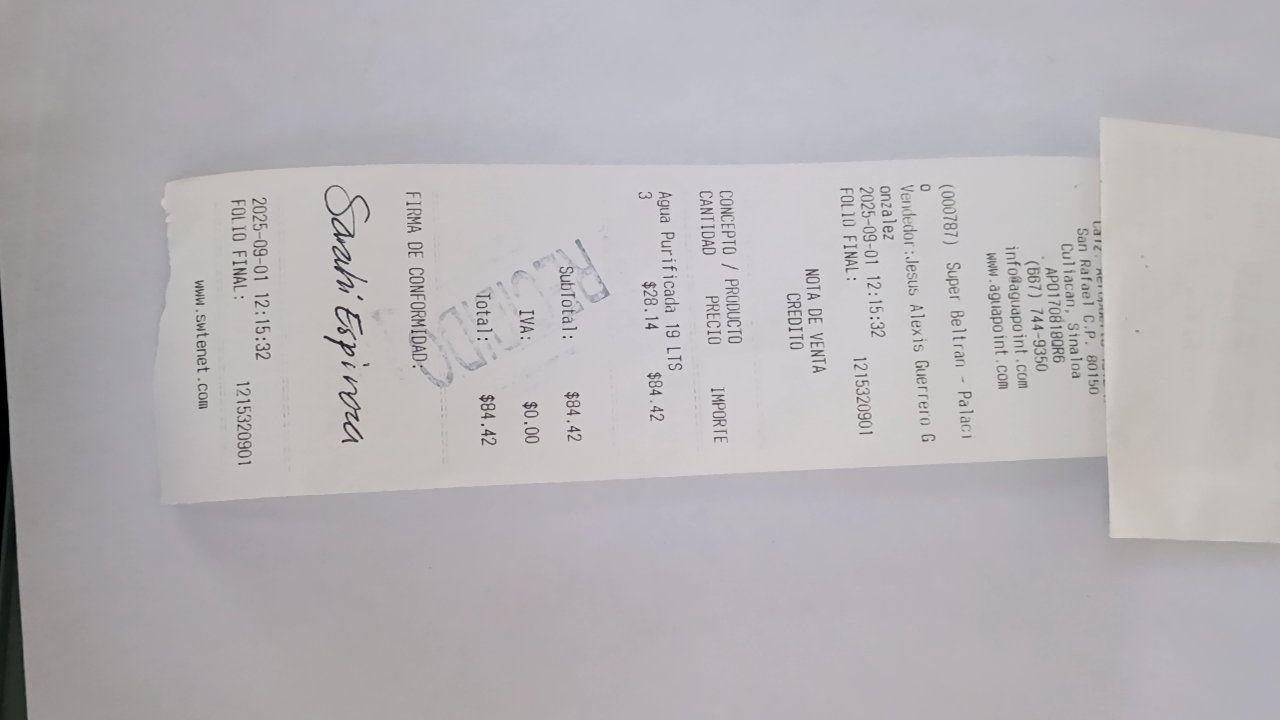 San Rafael C.P. 80150
Culiacan, Sinaloa
APO170818QR6
(667) 744-9350
info@aguapoint.com
www.aguapoint.com
(000787) Super Beltran - Palaci
o
Vendedor:Jesus Alexis Guerrero G
onzalez
2025-09-01 12:15:32
FOLIO FINAL: 1215320901
NOTA DE VENTA
CREDITO
CONCEPTO / PRODUCTO
CANTIDAD PRECIO IMPORTE
Agua Purificada 19 LTS
3 $28.14 $84.42
SubTotal: $84.42
IVA: $0.00
Total: $84.42
FIRMA DE CONFORMIDAD:
Sarahi Espinoza
2025-09-01 12:15:32
FOLIO FINAL: 1215320901
www.swtenet.com